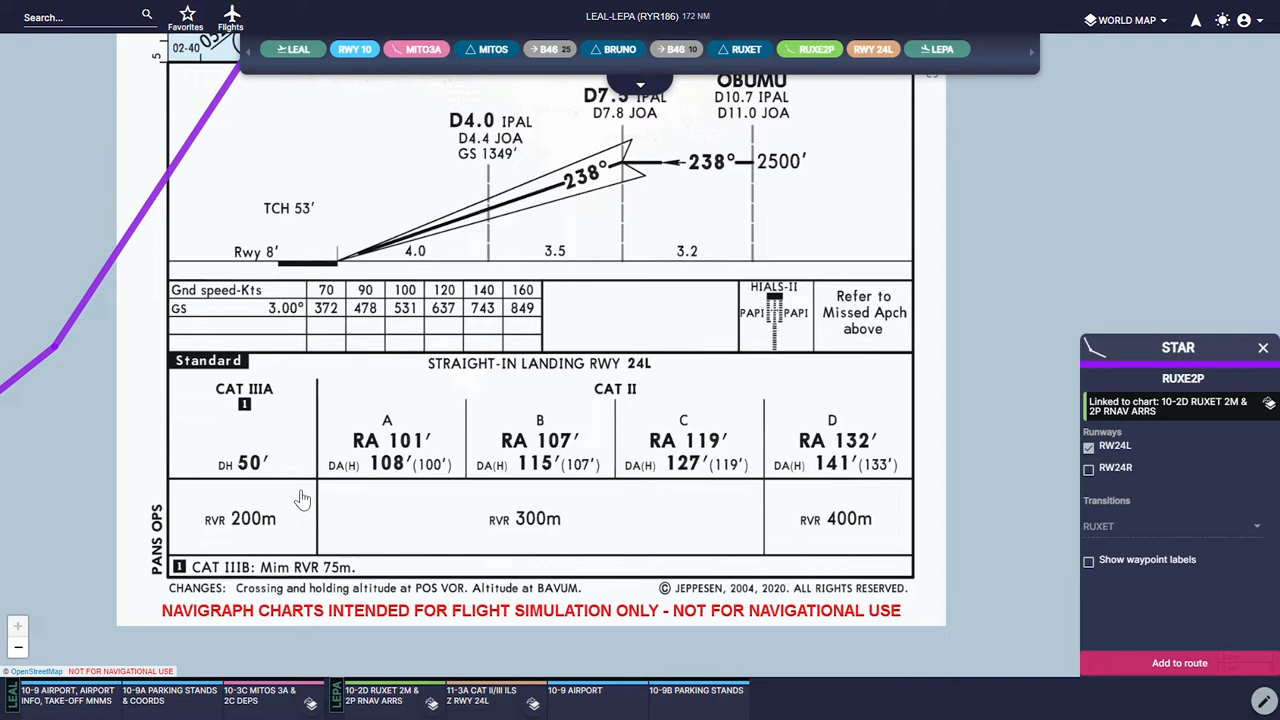 Search...
Favorites
Flights
LEAL-LEPA (RYR186) 172 NM
WORLD MAP
LEAL
RWY 10
MITO3A
MITOS
B46 25
BRUNO
B46 10
RUXET
RUXE2P
RWY 24L
LEPA
02-40
5
D7.5 IPAL
D7.8 JOA
OBUMU
D10.7 IPAL
D11.0 JOA
D4.0 IPAL
D4.4 JOA
GS 1349'
238°
238°
2500'
TCH 53'
Rwy 8'
4.0
3.5
3.2
Gnd speed-Kts 70 90 100 120 140 160
GS 3.00° 372 478 531 637 743 849
HIALS-II
PAPI PAPI
Refer to
Missed Apch
above
Standard
STRAIGHT-IN LANDING RWY 24L
CAT IIIA
1
CAT II
A B C D
RA 101' RA 107' RA 119' RA 132'
DH 50' DA(H) 108' (100') DA(H) 115' (107') DA(H) 127' (119') DA(H) 141' (133')
RVR 200m RVR 300m RVR 400m
PANS OPS
1 CAT IIIB: Mim RVR 75m.
CHANGES: Crossing and holding altitude at POS VOR. Altitude at BAVUM.
© JEPPESEN, 2004, 2020. ALL RIGHTS RESERVED.
NAVIGRAPH CHARTS INTENDED FOR FLIGHT SIMULATION ONLY - NOT FOR NAVIGATIONAL USE
STAR
RUXE2P
Linked to chart: 10-2D RUXET 2M &
2P RNAV ARRS
Runways
RW24L
RW24R
Transitions
RUXET
Show waypoint labels
Add to route
+
−
© OpenStreetMap NOT FOR NAVIGATIONAL USE
LEAL
10-9 AIRPORT, AIRPORT
INFO, TAKE-OFF MNMS
10-9A PARKING STANDS
& COORDS
10-3C MITOS 3A &
2C DEPS
LEPA
10-2D RUXET 2M &
2P RNAV ARRS
11-3A CAT II/III ILS
Z RWY 24L
10-9 AIRPORT
10-9B PARKING STANDS